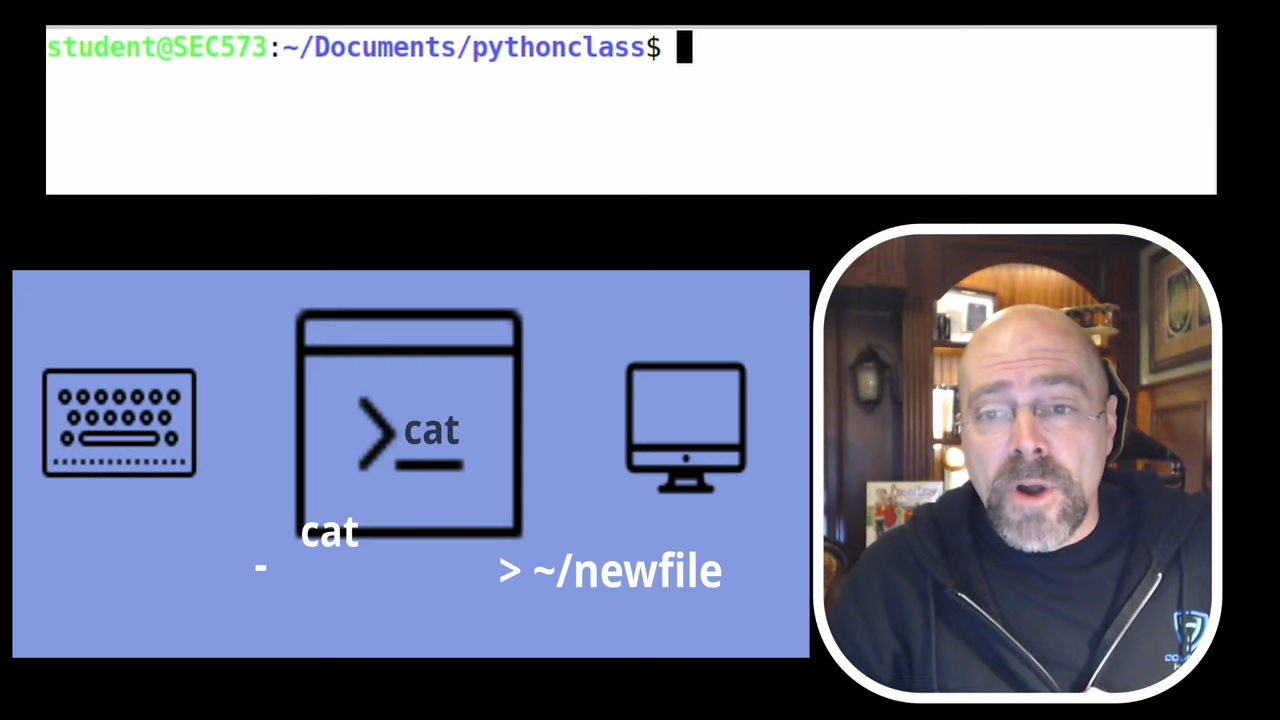 student@SEC573:~/Documents/pythonclass$
cat
cat
- > ~/newfile